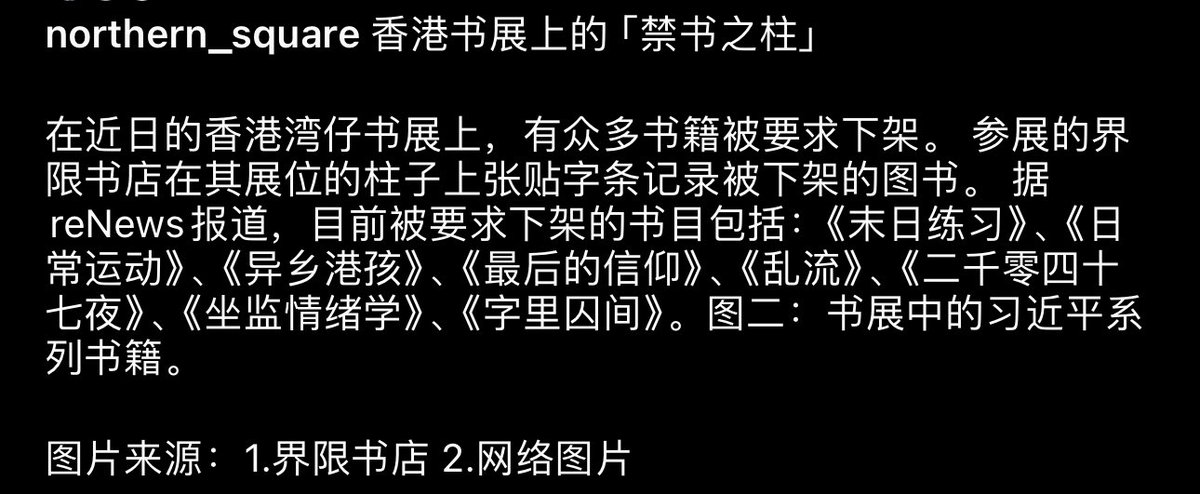 northern_square 香港书展上的「禁书之柱」
在近日的香港湾仔书展上，有众多书籍被要求下架。 参展的界
限书店在其展位的柱子上张贴字条记录被下架的图书。 据
reNews报道，目前被要求下架的书目包括：《末日练习》、《日
常运动》、《异乡港孩》、《最后的信仰》、《乱流》、《二千零四十
七夜》、《坐监情绪学》、《字里囚间》。图二：书展中的习近平系
列书籍。
图片来源：1.界限书店 2.网络图片